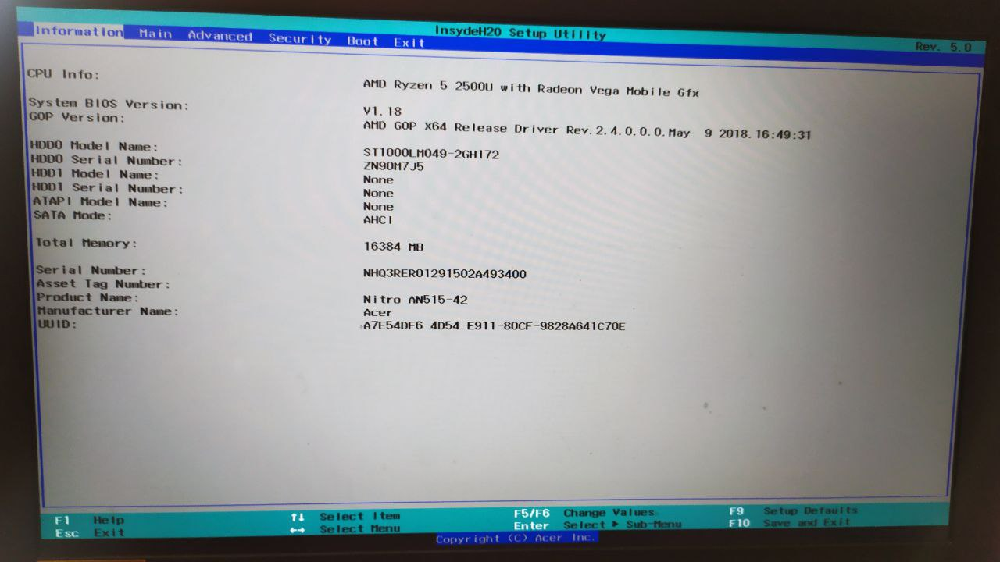 InsydeH20 Setup Utility
Rev. 5.0
Information Main Advanced Security Boot Exit
CPU Info: AMD Ryzen 5 2500U with Radeon Vega Mobile Gfx
System BIOS Version: V1.18
GOP Version: AMD GOP X64 Release Driver Rev.2.4.0.0.0.May 9 2018.16:49:31
HDD0 Model Name: ST1000LM049-2GH172
HDD0 Serial Number: ZN90M7J5
HDD1 Model Name: None
HDD1 Serial Number: None
ATAPI Model Name: None
SATA Mode: AHCI
Total Memory: 16384 MB
Serial Number: NHQ3RER01291502A493400
Asset Tag Number:
Product Name: Nitro AN515-42
Manufacturer Name: Acer
UUID: A7E54DF6-4D54-E911-80CF-9828A641C70E
F1 Help ↑↓ Select Item F5/F6 Change Values F9 Setup Defaults
Esc Exit ←→ Select Menu Enter Select ▶ Sub-Menu F10 Save and Exit
Copyright (C) Acer Inc.